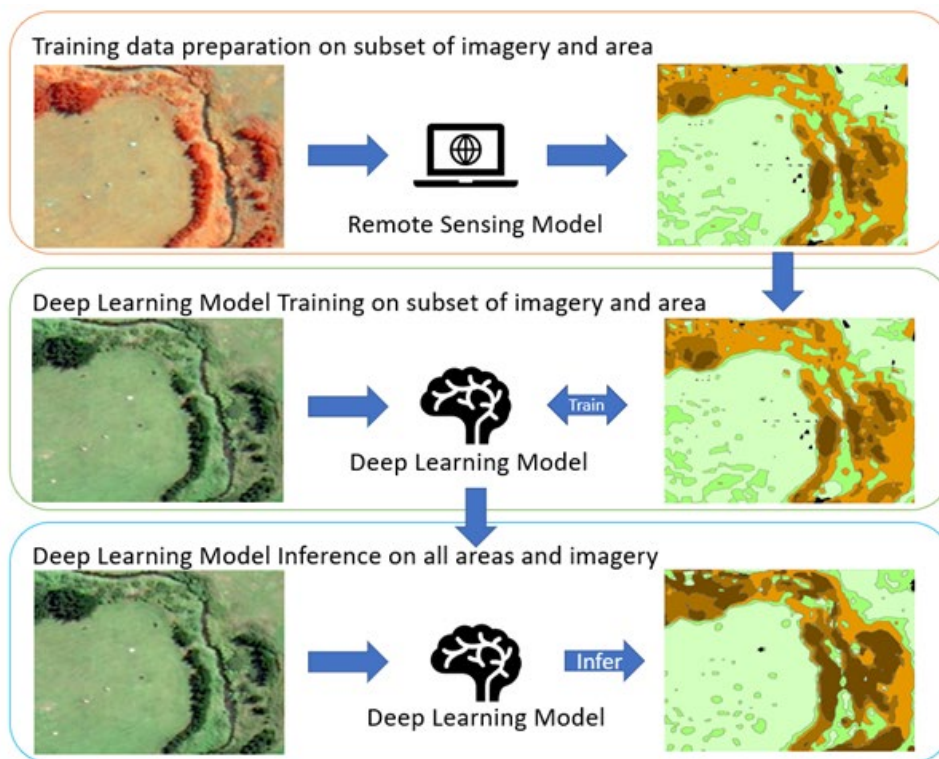 Training data preparation on subset of imagery and area
Remote Sensing Model
Deep Learning Model Training on subset of imagery and area
Train
Deep Learning Model
Deep Learning Model Inference on all areas and imagery
Infer
Deep Learning Model